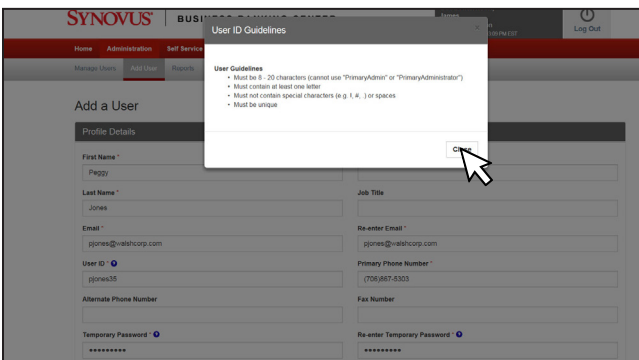 SYNOVUS® BUSINESS BANKING CENTER
James
Log Out
User ID Guidelines
Home Administration Self Service
Manage Users Add User Reports
User Guidelines
• Must be 8 - 20 characters (cannot use "PrimaryAdmin" or "PrimaryAdministrator")
• Must contain at least one letter
• Must not contain special characters (e.g. !, #, .) or spaces
• Must be unique
Close
Add a User
Profile Details
First Name *
Peggy
Last Name * Job Title
Jones
Email * Re-enter Email *
pjones@walshcorp.com pjones@walshcorp.com
User ID * ? Primary Phone Number *
pjones35 (706)867-5303
Alternate Phone Number Fax Number
Temporary Password * ? Re-enter Temporary Password * ?
••••••••• •••••••••